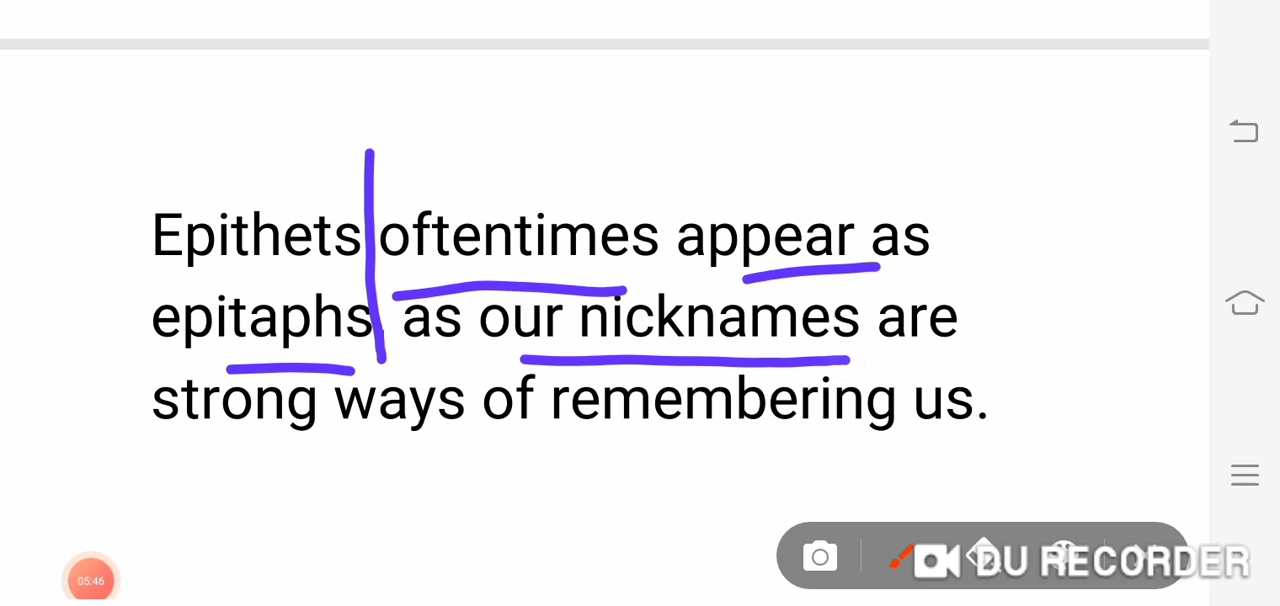 Epithets oftentimes appear as
epitaphs, as our nicknames are
strong ways of remembering us.
05:46
DU RECORDER